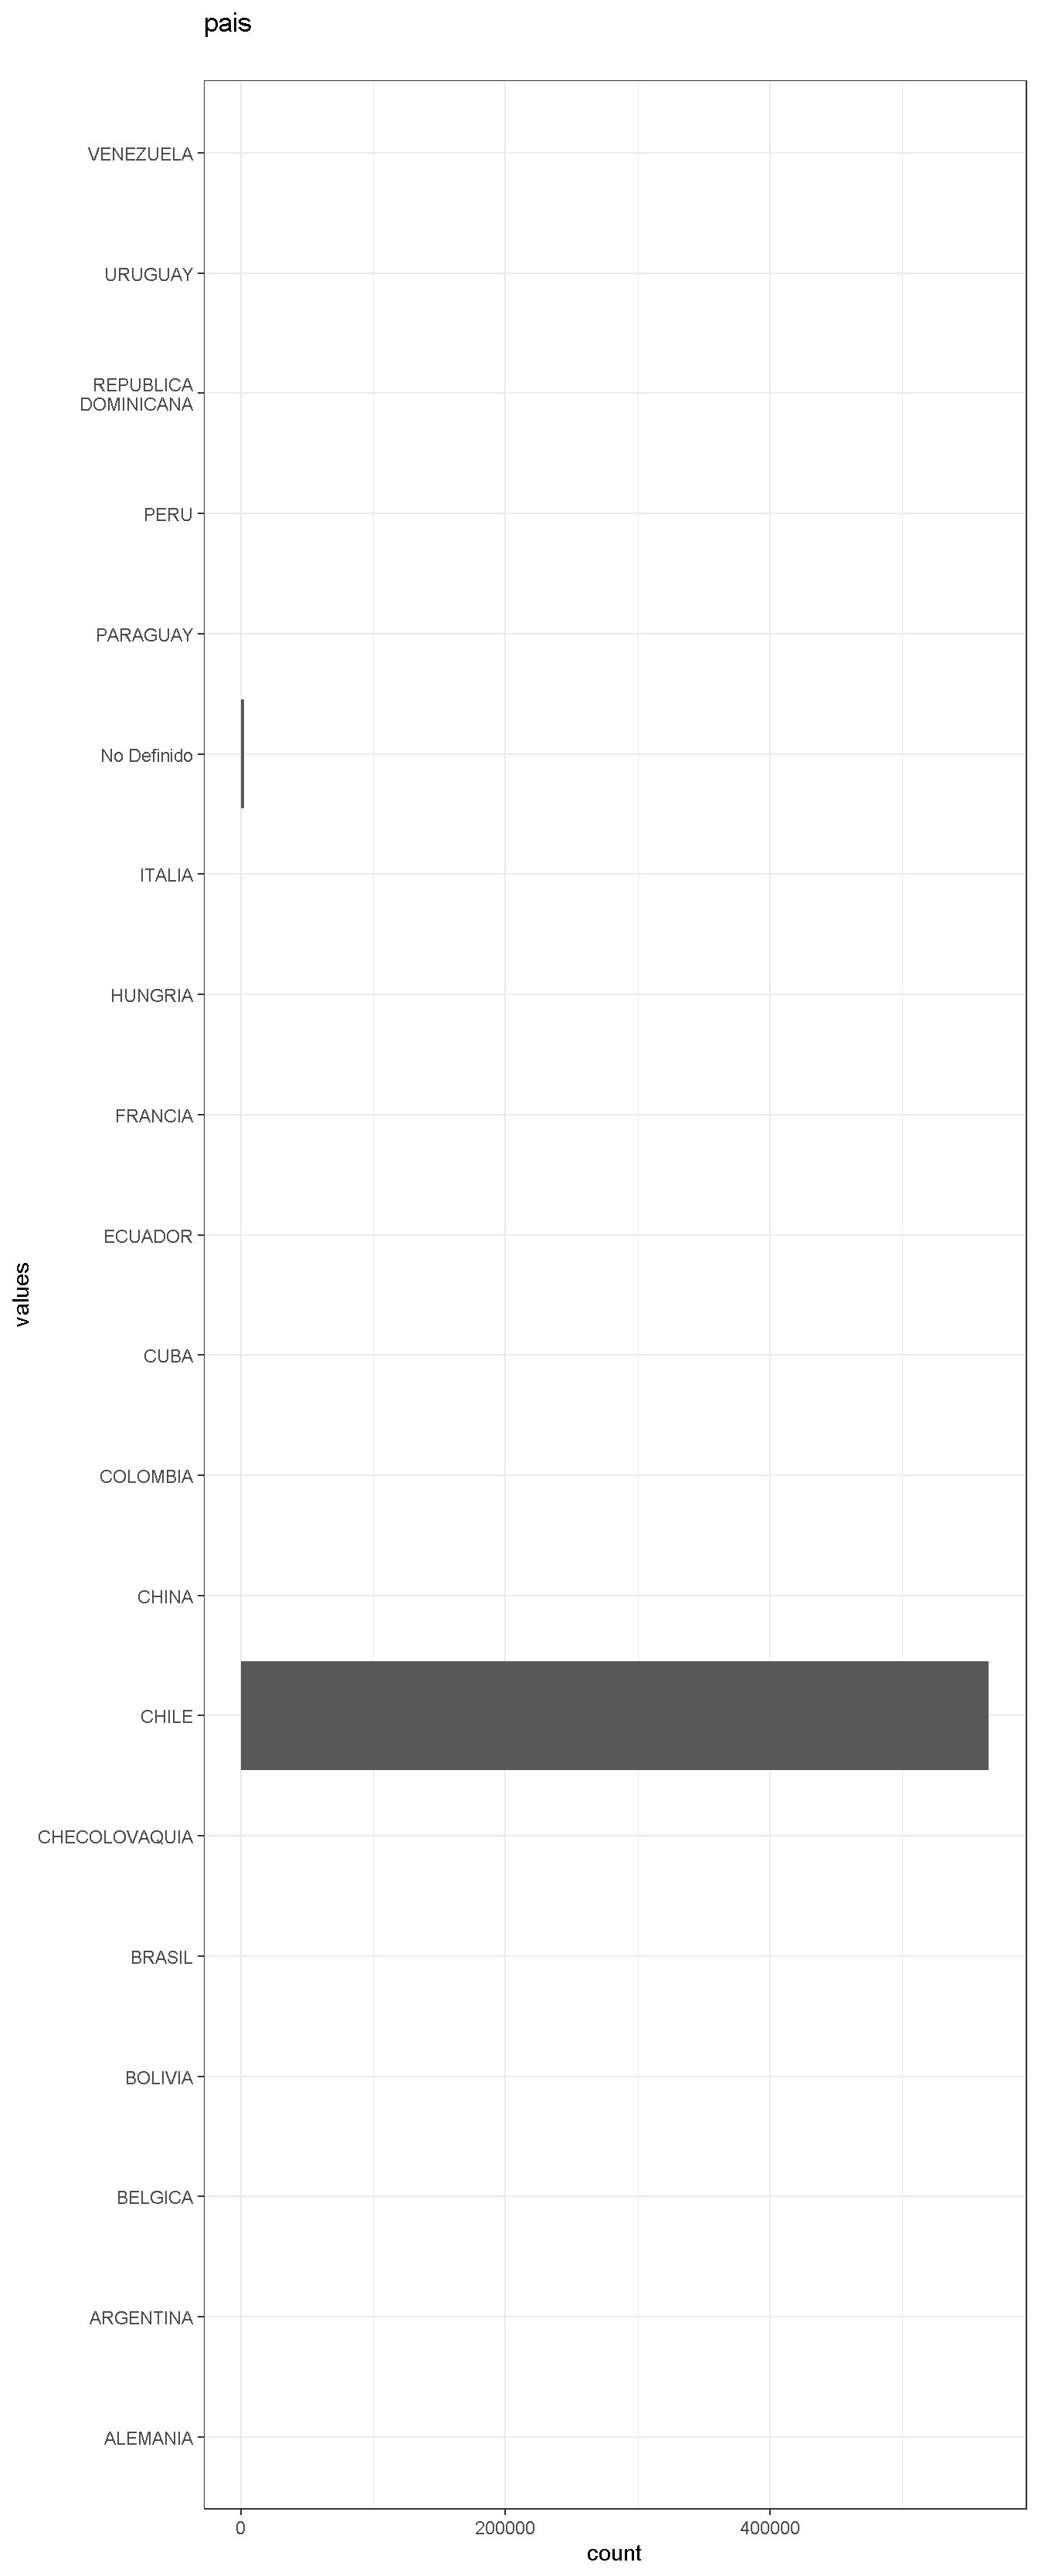 pais
VENEZUELA
URUGUAY
REPUBLICA
DOMINICANA
PERU
PARAGUAY
No Definido
ITALIA
HUNGRIA
FRANCIA
ECUADOR
values
CUBA
COLOMBIA
CHINA
CHILE
CHECOLOVAQUIA
BRASIL
BOLIVIA
BELGICA
ARGENTINA
ALEMANIA
0 200000 400000
count